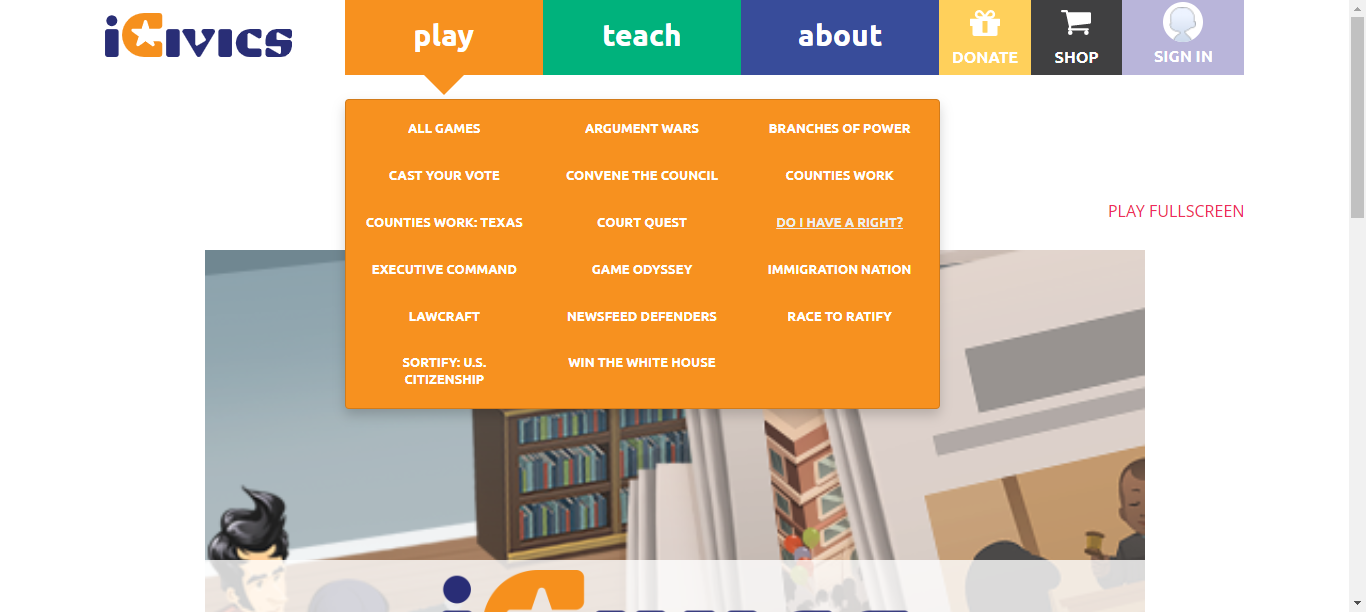 iCivics
play
teach
about
DONATE
SHOP
SIGN IN
ALL GAMES
ARGUMENT WARS
BRANCHES OF POWER
CAST YOUR VOTE
CONVENE THE COUNCIL
COUNTIES WORK
COUNTIES WORK: TEXAS
COURT QUEST
DO I HAVE A RIGHT?
EXECUTIVE COMMAND
GAME ODYSSEY
IMMIGRATION NATION
LAWCRAFT
NEWSFEED DEFENDERS
RACE TO RATIFY
SORTIFY: U.S.
CITIZENSHIP
WIN THE WHITE HOUSE
PLAY FULLSCREEN